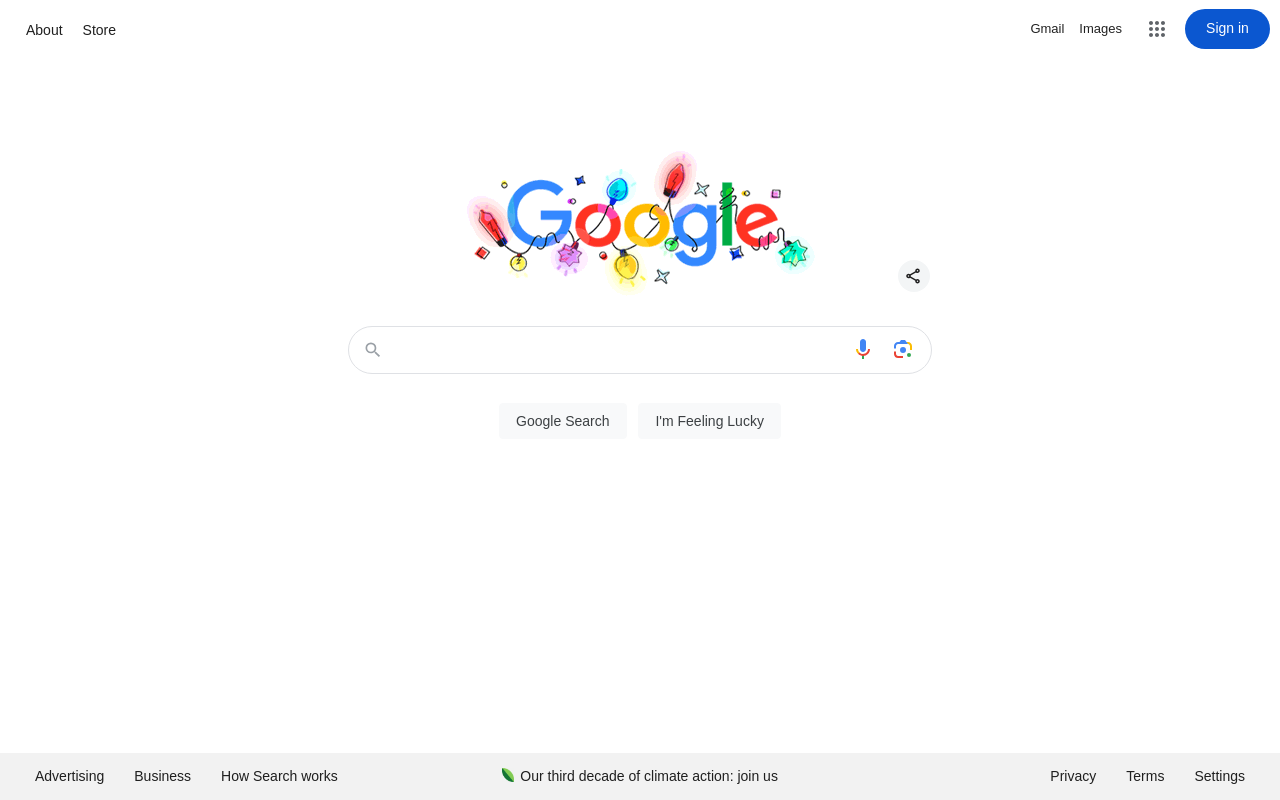 About Store Gmail Images Sign in
Google
Google Search I'm Feeling Lucky
Advertising Business How Search works Our third decade of climate action: join us Privacy Terms Settings